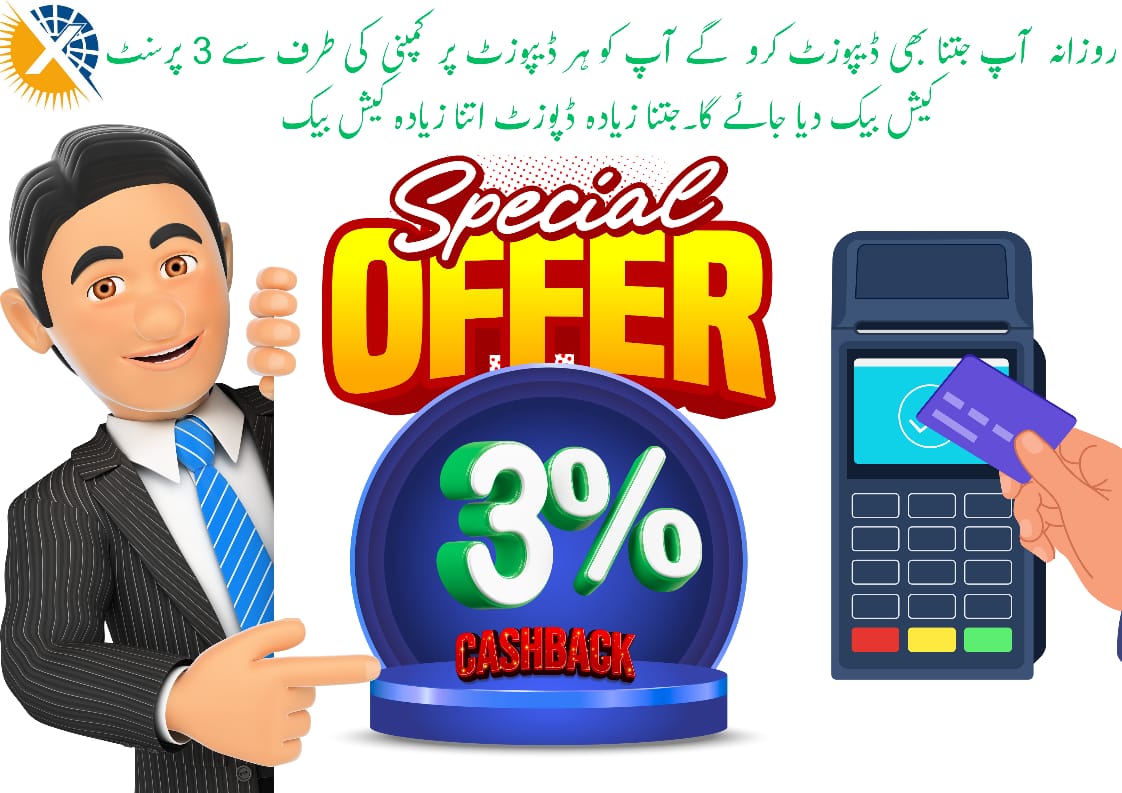 روزانہ آپ جتنا بھی ڈیپوزٹ کرو گے آپ کو ہر ڈیپوزٹ پر کمپنی کی طرف سے 3 پرسنٹ
کیش بیک دیا جائے گا۔جتنا زیادہ ڈپوزٹ اتنا زیادہ کیش بیک
Special
OFFER
3%
CASHBACK